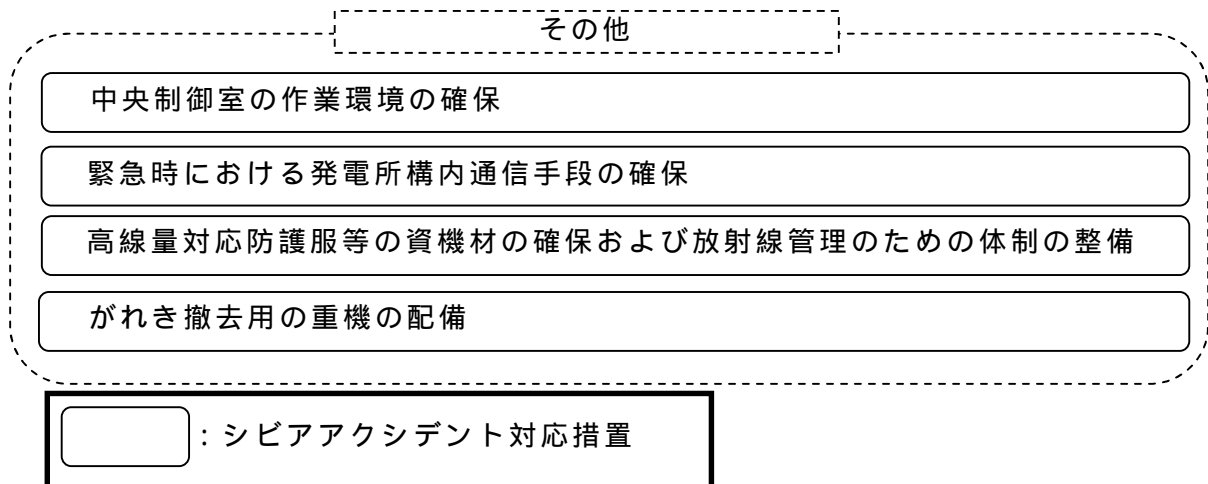 その他
中央制御室の作業環境の確保
緊急時における発電所構内通信手段の確保
高線量対応防護服等の資機材の確保および放射線管理のための体制の整備
がれき撤去用の重機の配備
：シビアアクシデント対応措置